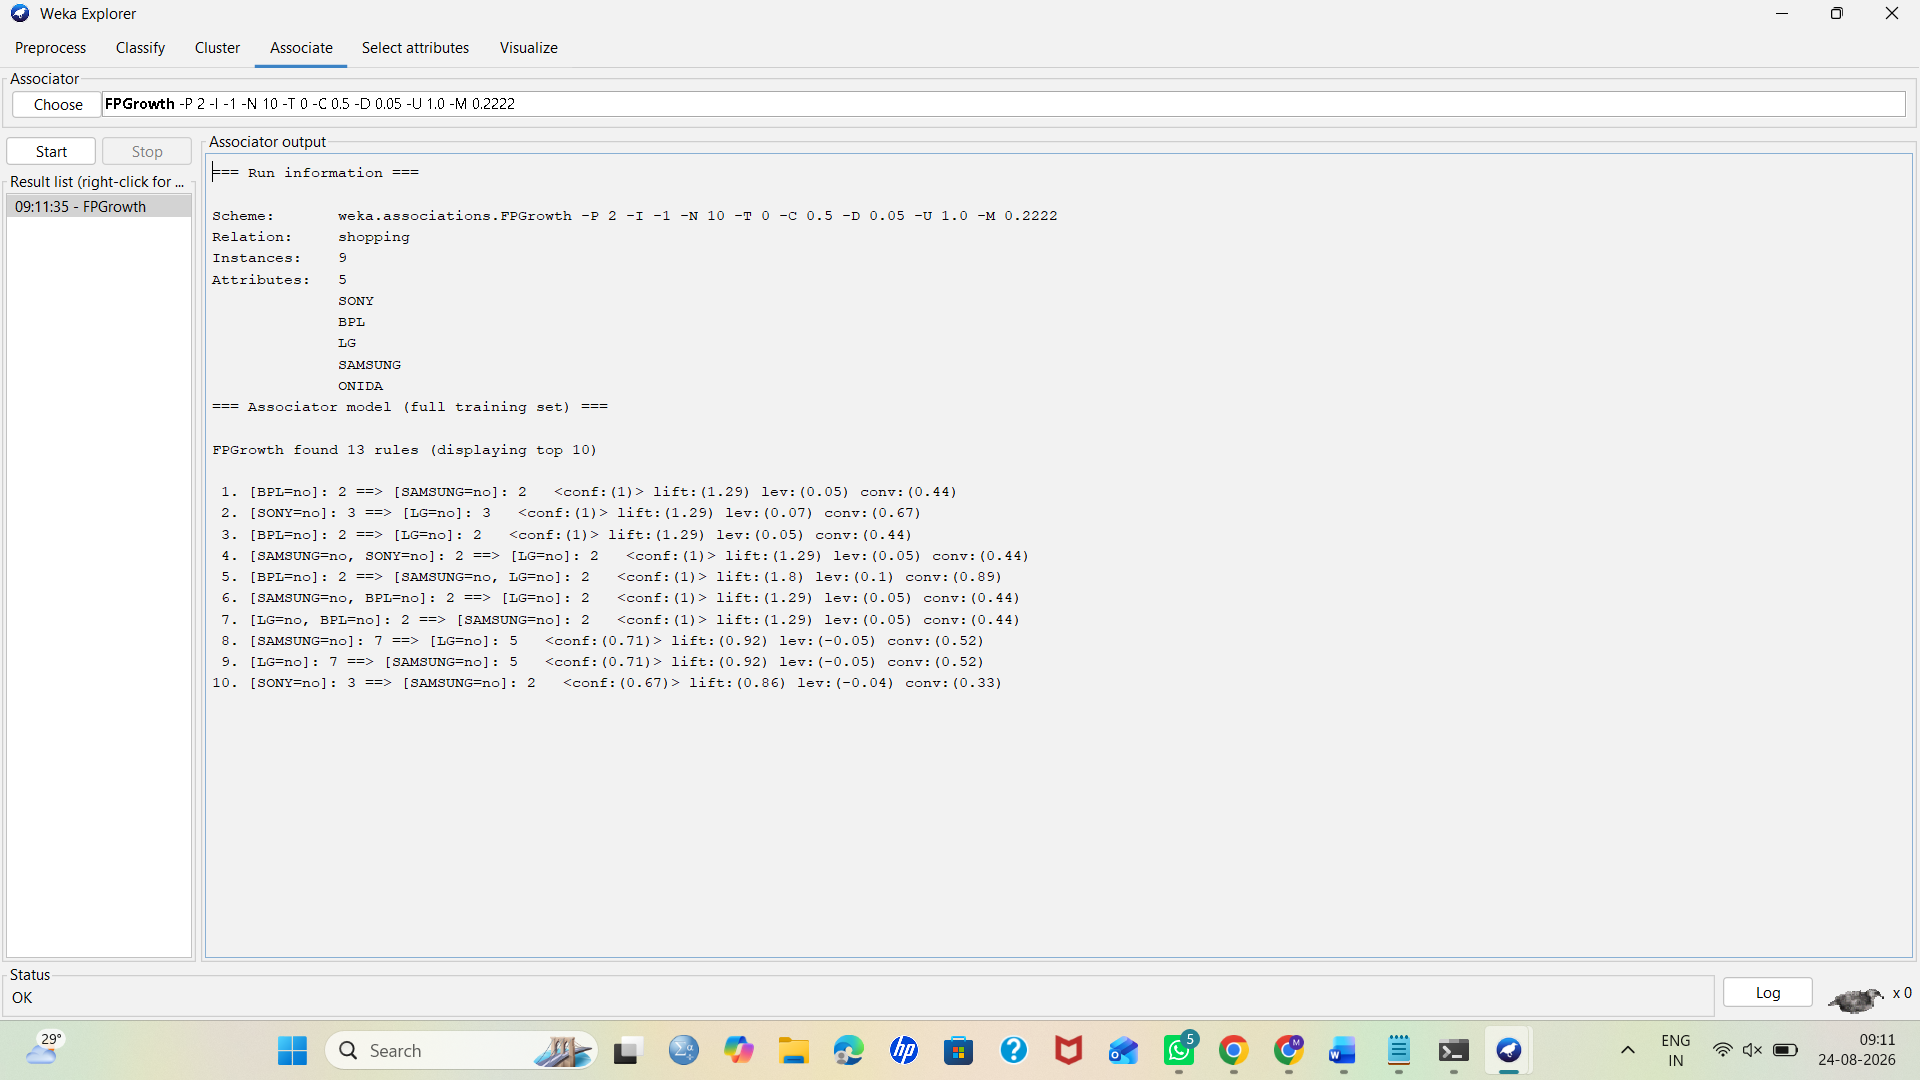 Weka Explorer
Preprocess Classify Cluster Associate Select attributes Visualize
Associator
Choose FPGrowth -P 2 -I -1 -N 10 -T 0 -C 0.5 -D 0.05 -U 1.0 -M 0.2222
Start Stop
Result list (right-click for ...
09:11:35 - FPGrowth
Associator output
=== Run information ===
Scheme: weka.associations.FPGrowth -P 2 -I -1 -N 10 -T 0 -C 0.5 -D 0.05 -U 1.0 -M 0.2222
Relation: shopping
Instances: 9
Attributes: 5
SONY
BPL
LG
SAMSUNG
ONIDA
=== Associator model (full training set) ===
FPGrowth found 13 rules (displaying top 10)
1. [BPL=no]: 2 ==> [SAMSUNG=no]: 2 <conf:(1)> lift:(1.29) lev:(0.05) conv:(0.44)
2. [SONY=no]: 3 ==> [LG=no]: 3 <conf:(1)> lift:(1.29) lev:(0.07) conv:(0.67)
3. [BPL=no]: 2 ==> [LG=no]: 2 <conf:(1)> lift:(1.29) lev:(0.05) conv:(0.44)
4. [SAMSUNG=no, SONY=no]: 2 ==> [LG=no]: 2 <conf:(1)> lift:(1.29) lev:(0.05) conv:(0.44)
5. [BPL=no]: 2 ==> [SAMSUNG=no, LG=no]: 2 <conf:(1)> lift:(1.8) lev:(0.1) conv:(0.89)
6. [SAMSUNG=no, BPL=no]: 2 ==> [LG=no]: 2 <conf:(1)> lift:(1.29) lev:(0.05) conv:(0.44)
7. [LG=no, BPL=no]: 2 ==> [SAMSUNG=no]: 2 <conf:(1)> lift:(1.29) lev:(0.05) conv:(0.44)
8. [SAMSUNG=no]: 7 ==> [LG=no]: 5 <conf:(0.71)> lift:(0.92) lev:(-0.05) conv:(0.52)
9. [LG=no]: 7 ==> [SAMSUNG=no]: 5 <conf:(0.71)> lift:(0.92) lev:(-0.05) conv:(0.52)
10. [SONY=no]: 3 ==> [SAMSUNG=no]: 2 <conf:(0.67)> lift:(0.86) lev:(-0.04) conv:(0.33)
Status
OK
Log
x 0
29°
Search
hp
5
M
W
ENG
IN
09:11
24-08-2026